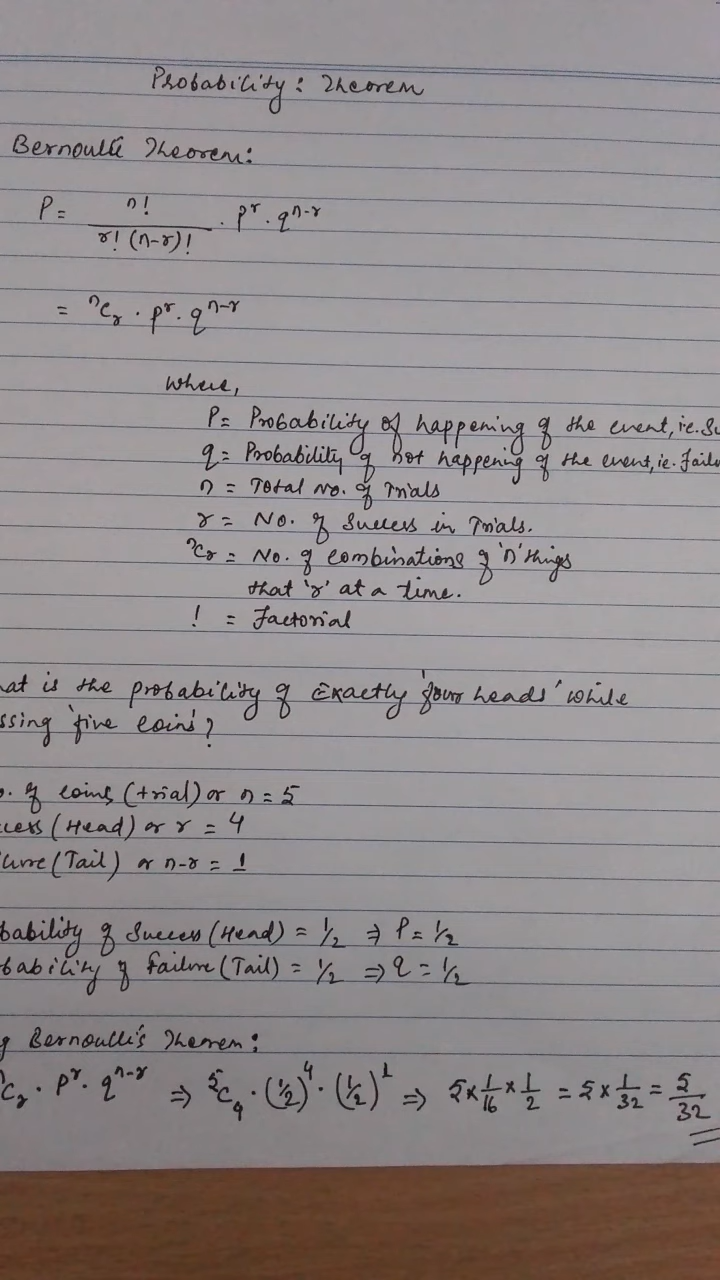 Probability: Theorem
Bernoulli Theorem:
P = n! / r! (n-r)! . p^r . q^n-r
= ⁿCᵣ . p^r . q^n-r
where,
P = Probability of happening of the event, i.e. Su
q = Probability of not happening of the event, ie. failu
n = Total No. of Trials
r = No. of Success in Trials.
ⁿCᵣ = No. of combinations of 'n' things
that 'r' at a time.
! = Factorial
at is the probability of Exactly 'four heads' while
ssing 'five coins'?
. of coins (trial) or n = 5
cess (Head) or r = 4
lure (Tail) or n-r = 1
bability of Success (Head) = 1/2 ⇒ P = 1/2
bability of failure (Tail) = 1/2 ⇒ q = 1/2
g Bernoulli's Theorem:
ⁿCᵣ . P^r . q^n-r ⇒ ⁵C₄ . (1/2)^4 . (1/2)^1 ⇒ 5 × 1/16 × 1/2 = 5 × 1/32 = 5/32